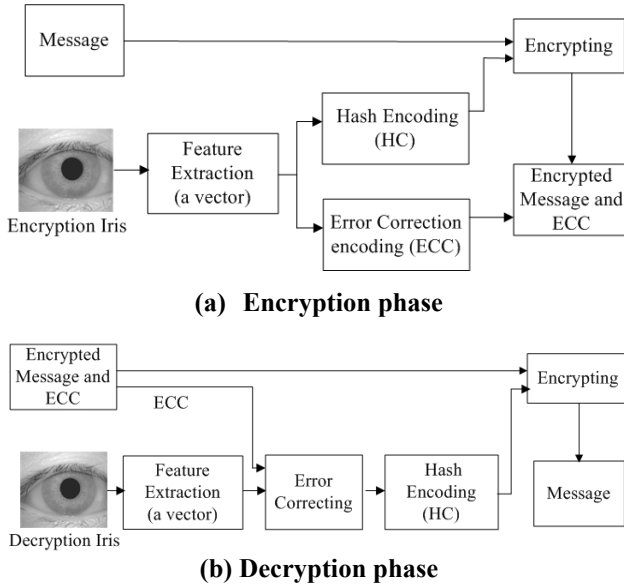 Message
Encrypting
Hash Encoding
(HC)
Feature
Extraction
(a vector)
Encryption Iris
Error Correction
encoding (ECC)
Encrypted
Message and
ECC
(a) Encryption phase
Encrypted
Message and
ECC
ECC
Encrypting
Feature
Extraction
(a vector)
Error
Correcting
Hash
Encoding
(HC)
Message
Decryption Iris
(b) Decryption phase